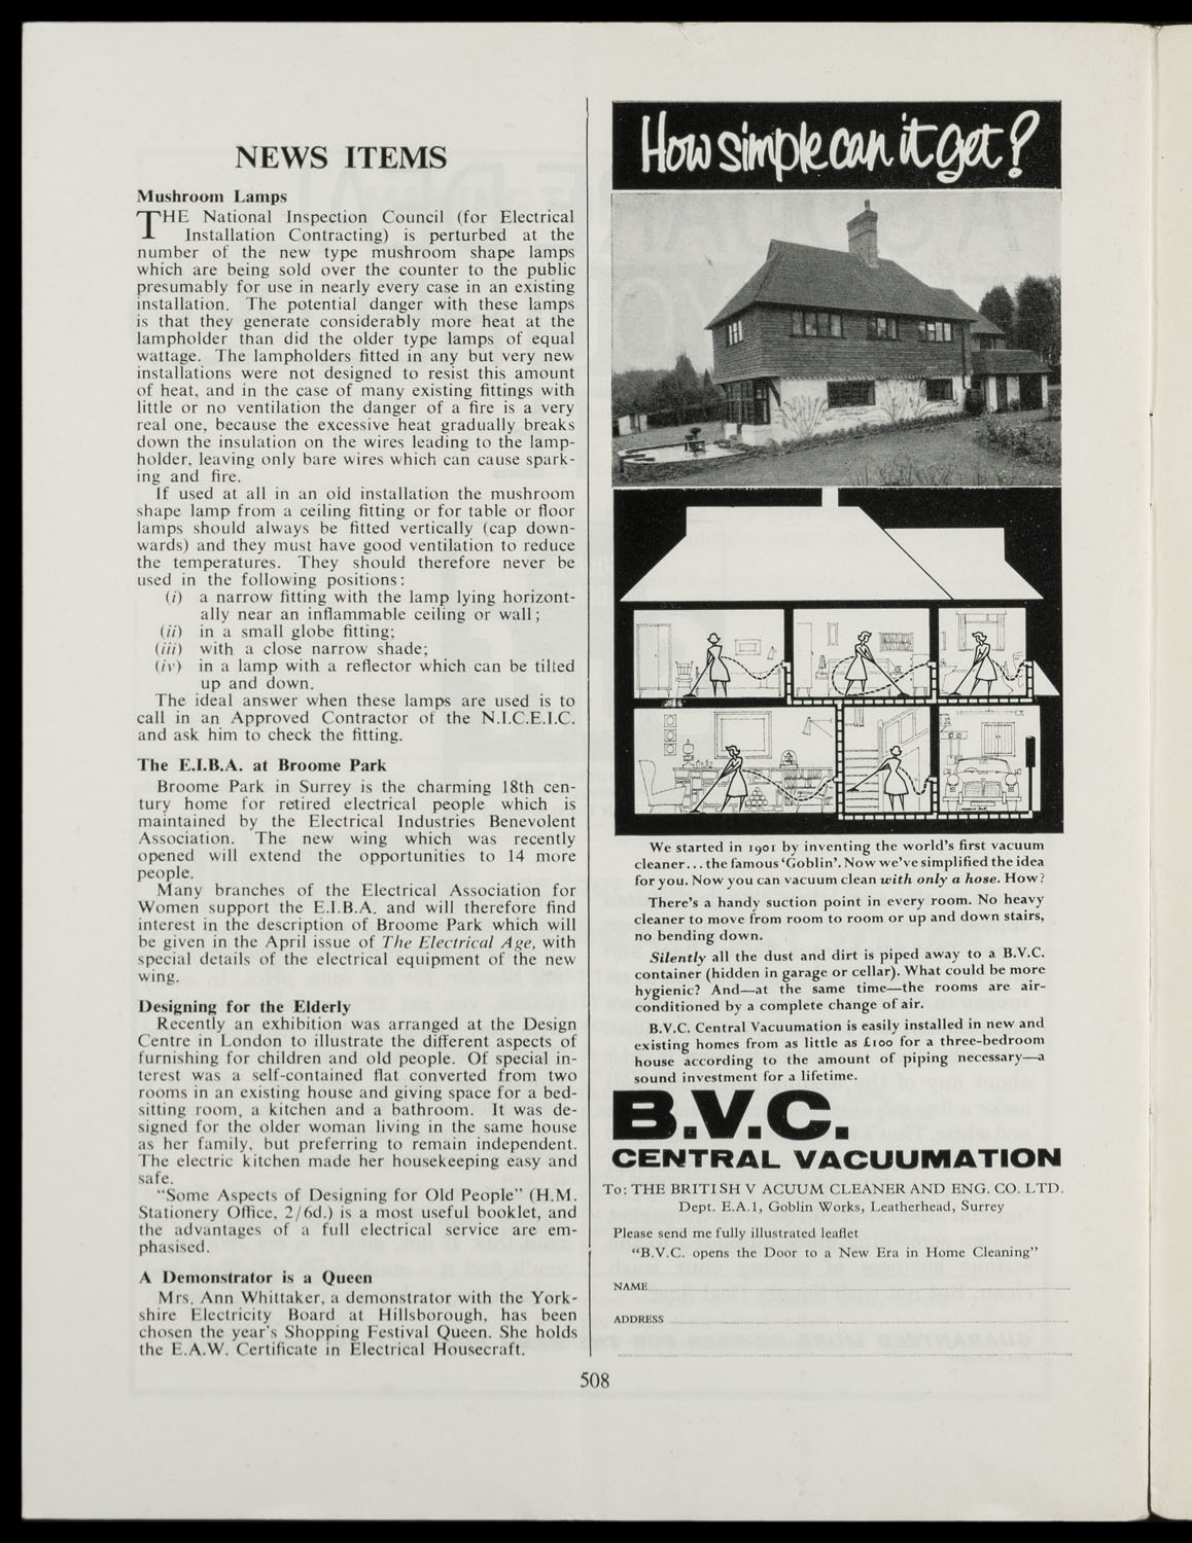 NEWS ITEMS
Mushroom Lamps
THE National Inspection Council (for Electrical
Installation Contracting) is perturbed at the
number of the new type mushroom shape lamps
which are being sold over the counter to the public
presumably for use in nearly every case in an existing
installation. The potential danger with these lamps
is that they generate considerably more heat at the
lampholder than did the older type lamps of equal
wattage. The lampholders fitted in any but very new
installations were not designed to resist this amount
of heat, and in the case of many existing fittings with
little or no ventilation the danger of a fire is a very
real one, because the excessive heat gradually breaks
down the insulation on the wires leading to the lamp-
holder, leaving only bare wires which can cause spark-
ing and fire.
If used at all in an old installation the mushroom
shape lamp from a ceiling fitting or for table or floor
lamps should always be fitted vertically (cap down-
wards) and they must have good ventilation to reduce
the temperatures. They should therefore never be
used in the following positions:
(i) a narrow fitting with the lamp lying horizont-
ally near an inflammable ceiling or wall;
(ii) in a small globe fitting;
(iii) with a close narrow shade;
(iv) in a lamp with a reflector which can be tilted
up and down.
The ideal answer when these lamps are used is to
call in an Approved Contractor of the N.I.C.E.I.C.
and ask him to check the fitting.
The E.I.B.A. at Broome Park
Broome Park in Surrey is the charming 18th cen-
tury home for retired electrical people which is
maintained by the Electrical Industries Benevolent
Association. The new wing which was recently
opened will extend the opportunities to 14 more
people.
Many branches of the Electrical Association for
Women support the E.I.B.A. and will therefore find
interest in the description of Broome Park which will
be given in the April issue of The Electrical Age, with
special details of the electrical equipment of the new
wing.
Designing for the Elderly
Recently an exhibition was arranged at the Design
Centre in London to illustrate the different aspects of
furnishing for children and old people. Of special in-
terest was a self-contained flat converted from two
rooms in an existing house and giving space for a bed-
sitting room, a kitchen and a bathroom. It was de-
signed for the older woman living in the same house
as her family, but preferring to remain independent.
The electric kitchen made her housekeeping easy and
safe.
"Some Aspects of Designing for Old People" (H.M.
Stationery Office, 2/6d.) is a most useful booklet, and
the advantages of a full electrical service are em-
phasised.
A Demonstrator is a Queen
Mrs. Ann Whittaker, a demonstrator with the York-
shire Electricity Board at Hillsborough, has been
chosen the year's Shopping Festival Queen. She holds
the E.A.W. Certificate in Electrical Housecraft.
How simple can it get?
We started in 1901 by inventing the world's first vacuum
cleaner... the famous 'Goblin'. Now we've simplified the idea
for you. Now you can vacuum clean with only a hose. How?
There's a handy suction point in every room. No heavy
cleaner to move from room to room or up and down stairs,
no bending down.
Silently all the dust and dirt is piped away to a B.V.C.
container (hidden in garage or cellar). What could be more
hygienic? And—at the same time—the rooms are air-
conditioned by a complete change of air.
B.V.C. Central Vacuumation is easily installed in new and
existing homes from as little as £100 for a three-bedroom
house according to the amount of piping necessary—a
sound investment for a lifetime.
B.V.C.
CENTRAL VACUUMATION
To: THE BRITISH V ACUUM CLEANER AND ENG. CO. LTD.
Dept. E.A.1, Goblin Works, Leatherhead, Surrey
Please send me fully illustrated leaflet
"B.V.C. opens the Door to a New Era in Home Cleaning"
NAME
ADDRESS
508